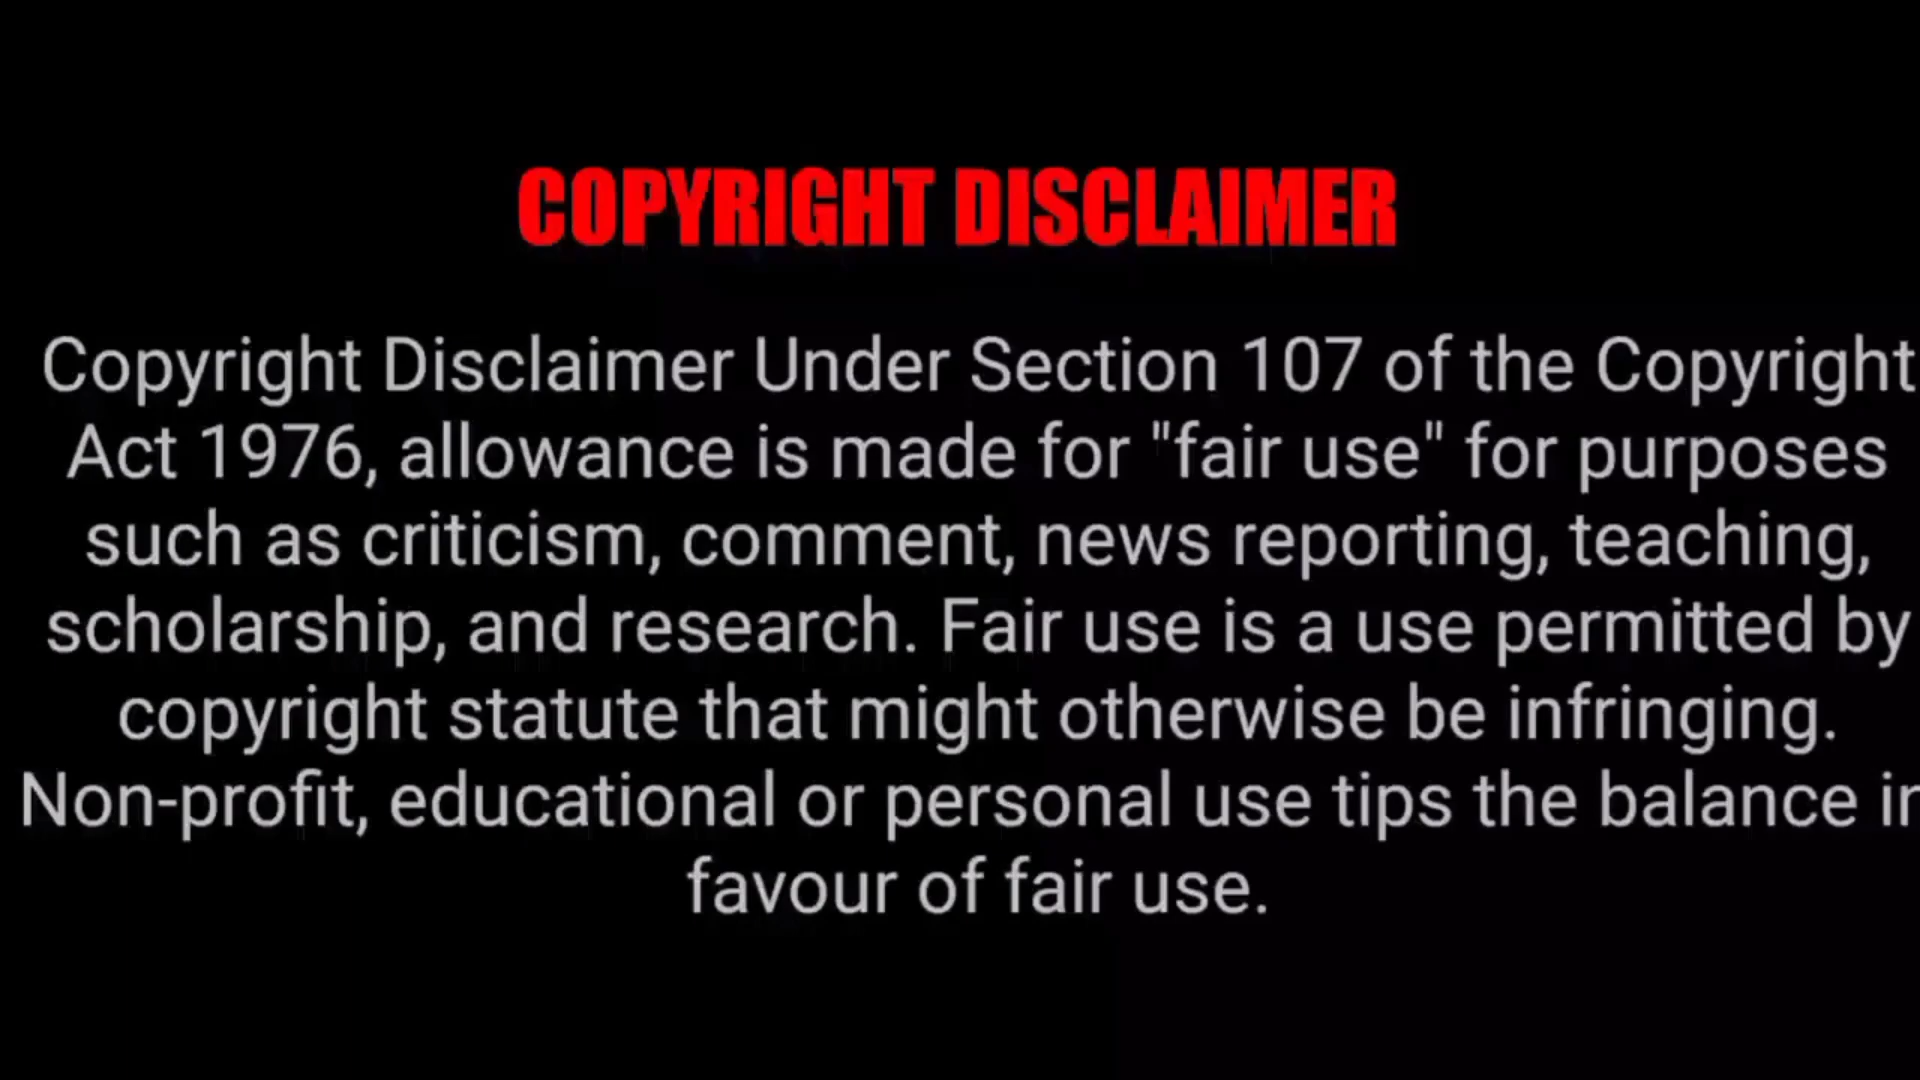 COPYRIGHT DISCLAIMER
Copyright Disclaimer Under Section 107 of the Copyright
Act 1976, allowance is made for "fair use" for purposes
such as criticism, comment, news reporting, teaching,
scholarship, and research. Fair use is a use permitted by
copyright statute that might otherwise be infringing.
Non-profit, educational or personal use tips the balance in
favour of fair use.